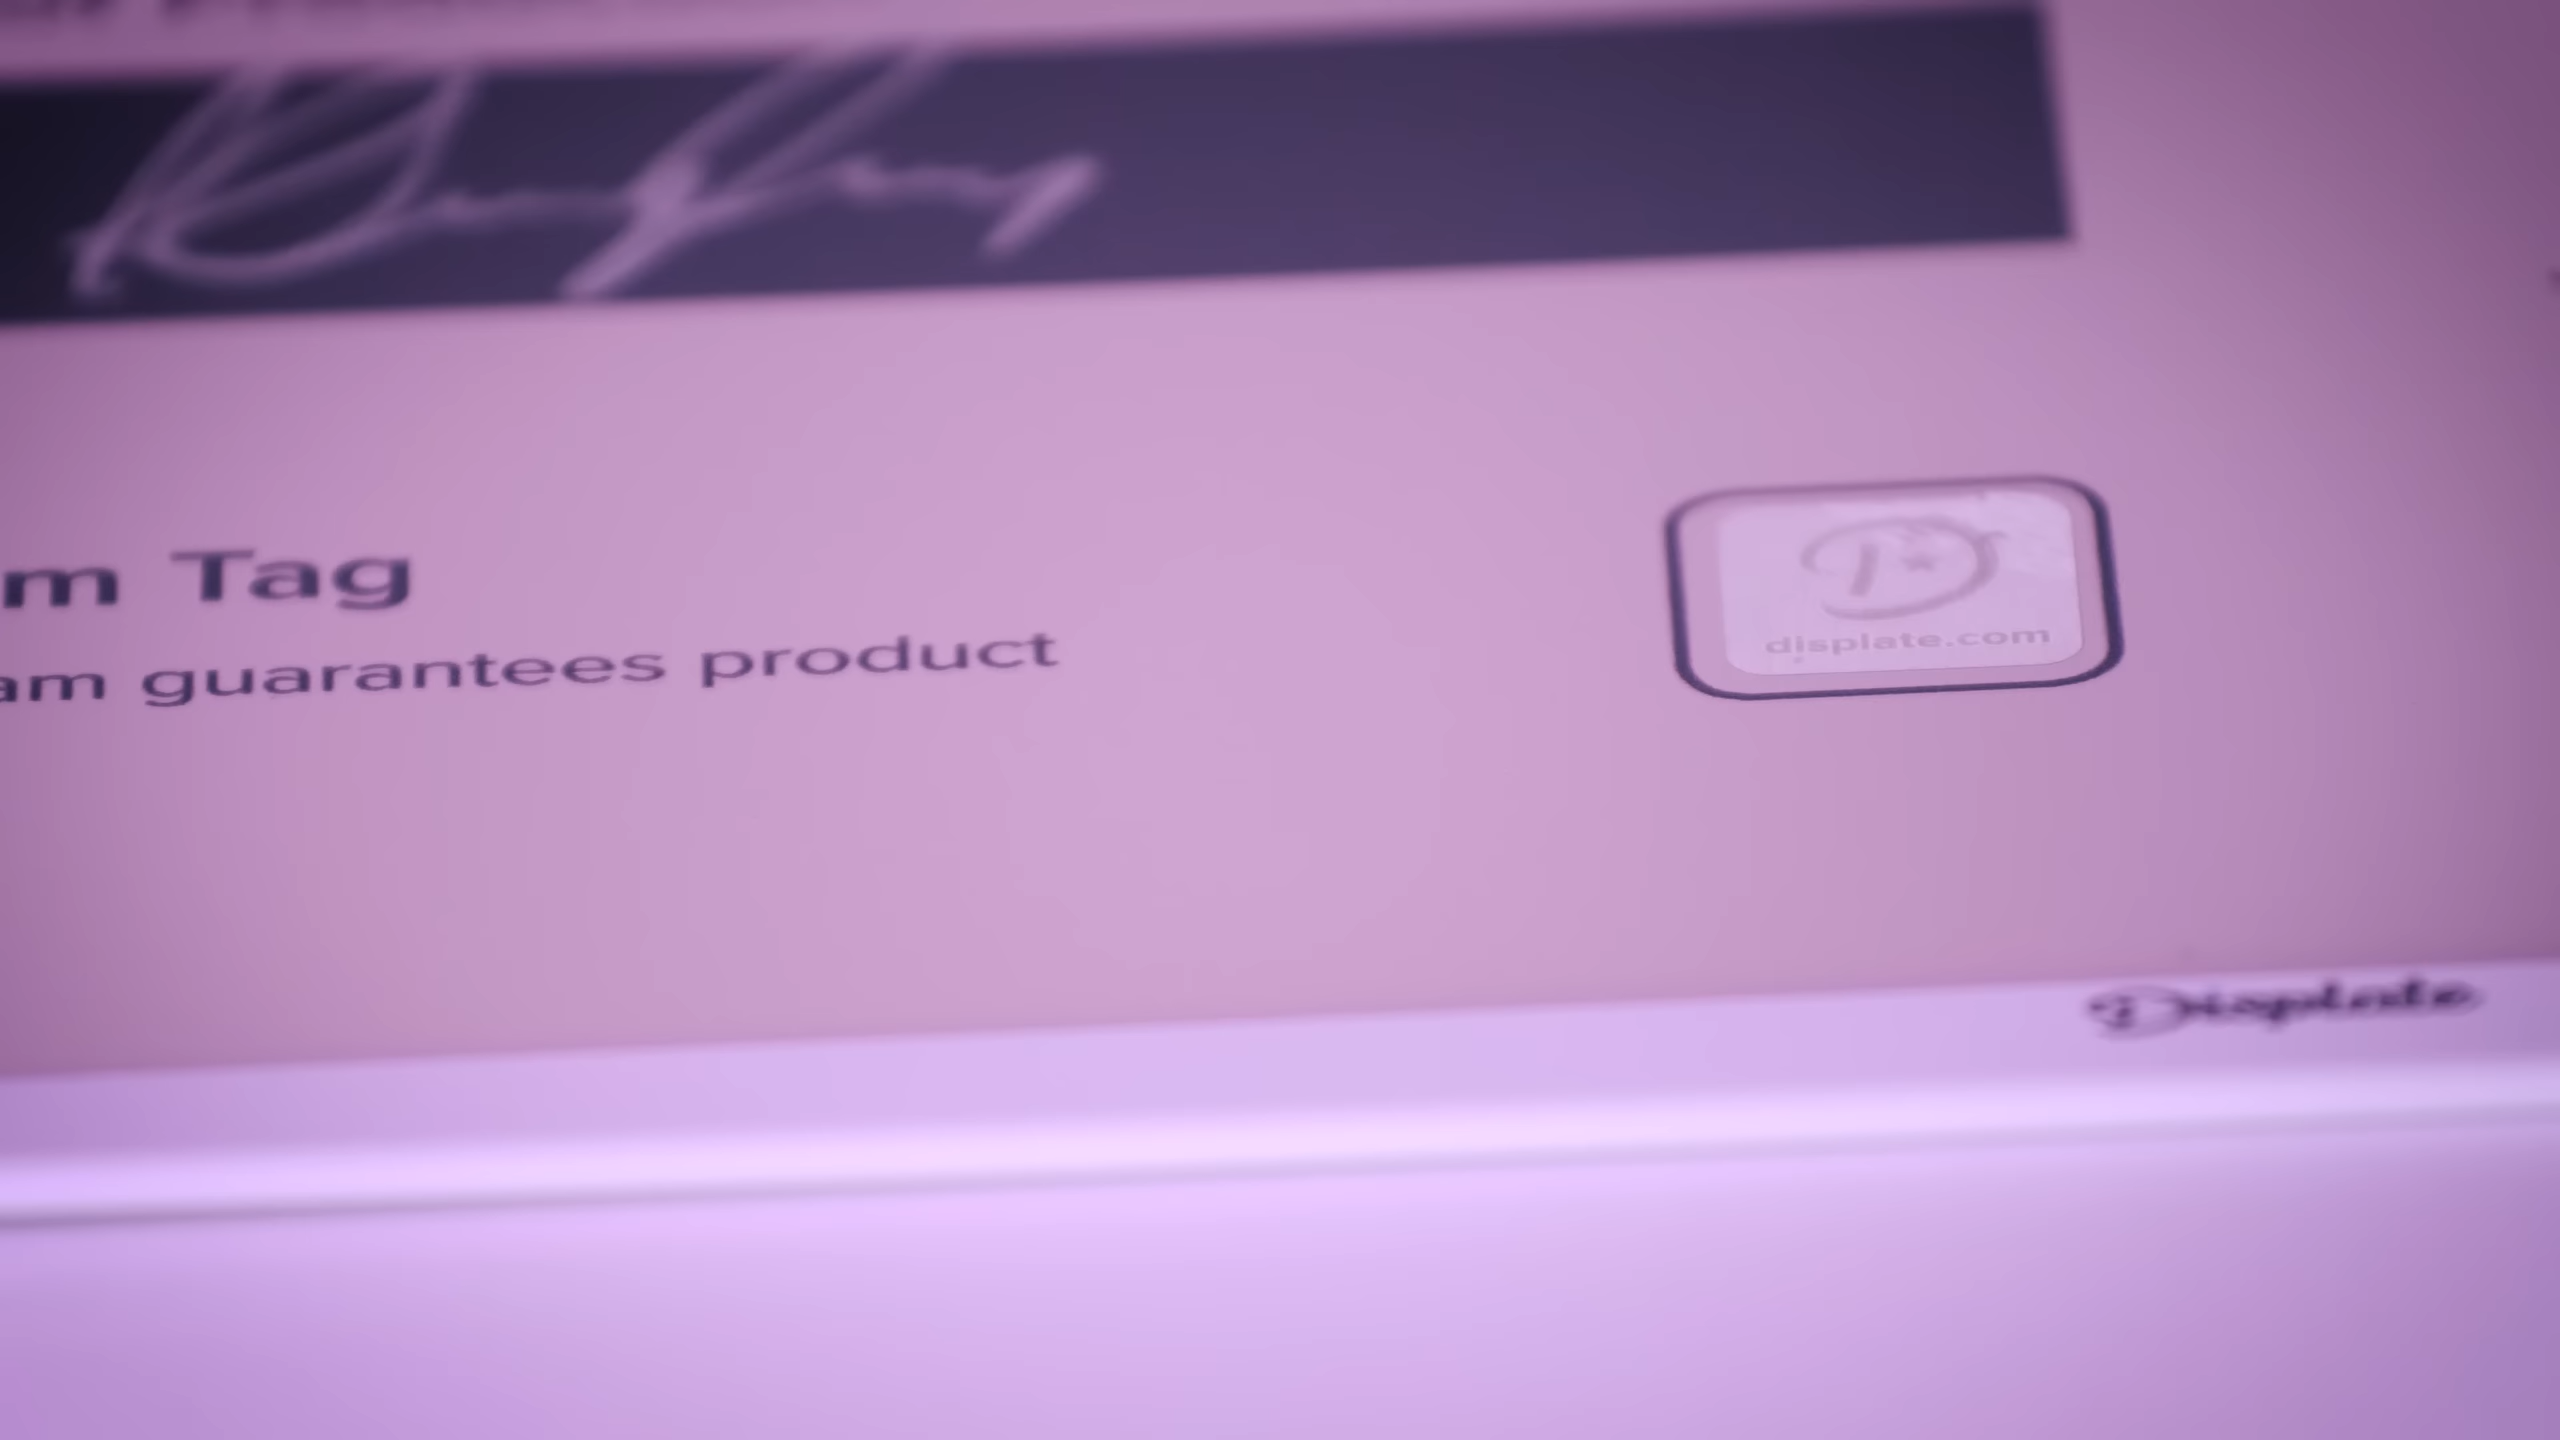 m Tag
am guarantees product
displate.com
Displate